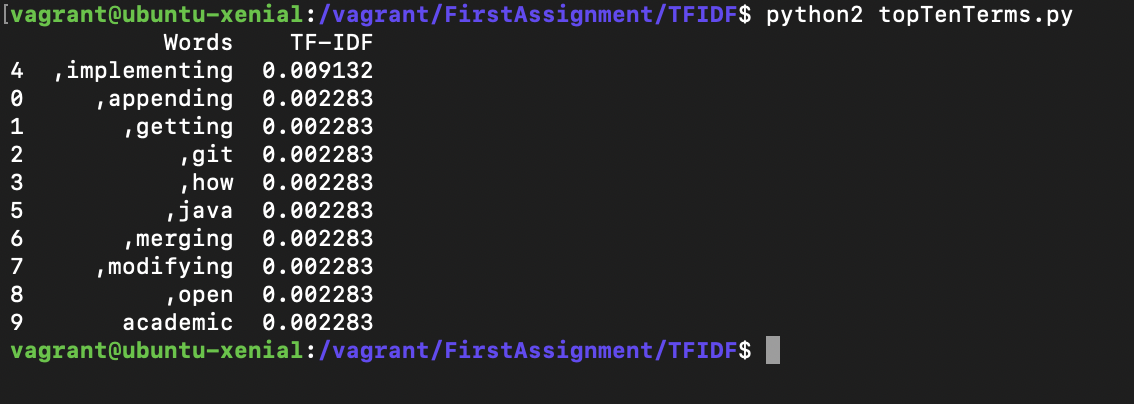 [vagrant@ubuntu-xenial:/vagrant/FirstAssignment/TFIDF$ python2 topTenTerms.py
Words TF-IDF
4 ,implementing 0.009132
0 ,appending 0.002283
1 ,getting 0.002283
2 ,git 0.002283
3 ,how 0.002283
5 ,java 0.002283
6 ,merging 0.002283
7 ,modifying 0.002283
8 ,open 0.002283
9 academic 0.002283
vagrant@ubuntu-xenial:/vagrant/FirstAssignment/TFIDF$